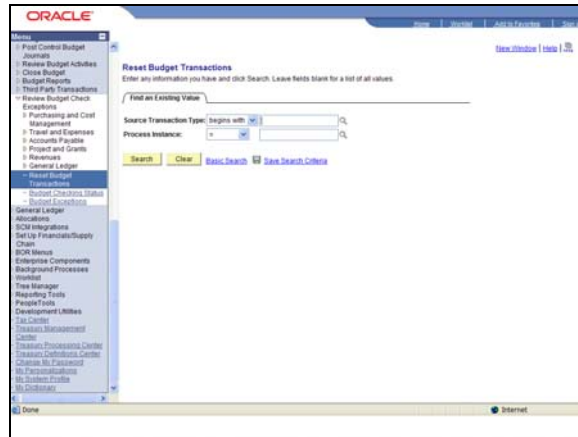 ORACLE
Home | Worklist | Add to Favorites | Sign
Menu
New Window | Help |
Post Control Budget
Journals
Review Budget Activities
Close Budget
Budget Reports
Third Party Transactions
Review Budget Check
Exceptions
Purchasing and Cost
Management
Travel and Expenses
Accounts Payable
Project and Grants
Revenues
General Ledger
– Reset Budget
Transactions
– Budget Checking Status
– Budget Exceptions
General Ledger
Allocations
SCM Integrations
Set Up Financials/Supply
Chain
BOR Menus
Enterprise Components
Background Processes
Worklist
Tree Manager
Reporting Tools
PeopleTools
Development Utilities
Tax Center
Treasury Management
Center
Treasury Processing Center
Treasury Definitions Center
Change My Password
My Personalizations
My System Profile
My Dictionary
Reset Budget Transactions
Enter any information you have and click Search. Leave fields blank for a list of all values.
Find an Existing Value
Source Transaction Type: begins with
Process Instance: =
Search Clear Basic Search Save Search Criteria
Done Internet